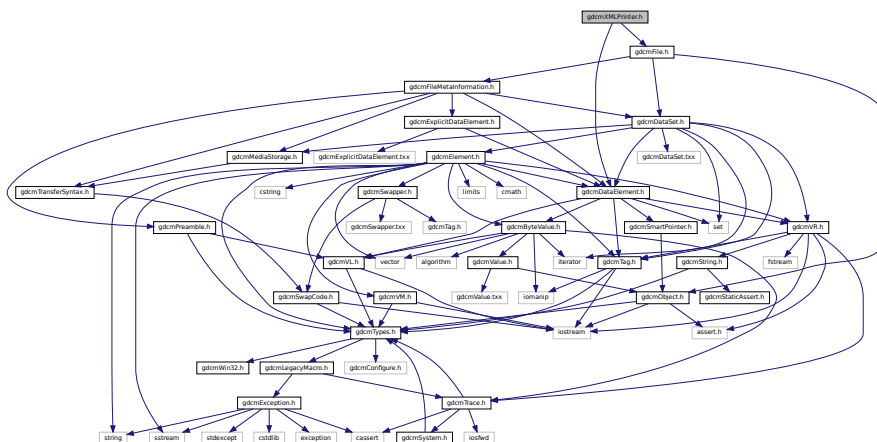 gdcmXMLPrinter.h
gdcmFile.h
gdcmFileMetaInformation.h
gdcmExplicitDataElement.h
gdcmDataSet.h
gdcmMediaStorage.h
gdcmExplicitDataElement.txx
gdcmElement.h
gdcmDataSet.txx
gdcmTransferSyntax.h
cstring
gdcmSwapper.h
limits
cmath
gdcmDataElement.h
gdcmPreamble.h
gdcmSwapper.txx
gdcmTag.h
gdcmByteValue.h
gdcmSmartPointer.h
set
gdcmVR.h
gdcmVL.h
vector
algorithm
gdcmValue.h
iterator
gdcmTag.h
gdcmString.h
fstream
gdcmSwapCode.h
gdcmVM.h
gdcmValue.txx
iomanip
gdcmObject.h
gdcmStaticAssert.h
gdcmTypes.h
iostream
assert.h
gdcmWin32.h
gdcmLegacyMacro.h
gdcmConfigure.h
gdcmException.h
gdcmTrace.h
string
sstream
stdexcept
cstdlib
exception
cassert
gdcmSystem.h
iosfwd